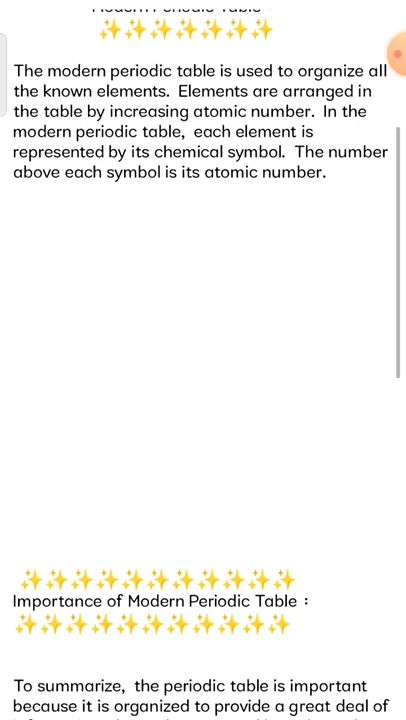 Modern Periodic Table :
✨✨✨✨✨✨✨
The modern periodic table is used to organize all
the known elements.  Elements are arranged in
the table by increasing atomic number.  In the
modern periodic table,  each element is
represented by its chemical symbol.  The number
above each symbol is its atomic number.
✨✨✨✨✨✨✨✨✨✨✨
Importance of Modern Periodic Table :
✨✨✨✨✨✨✨✨✨✨✨
To summarize,  the periodic table is important
because it is organized to provide a great deal of